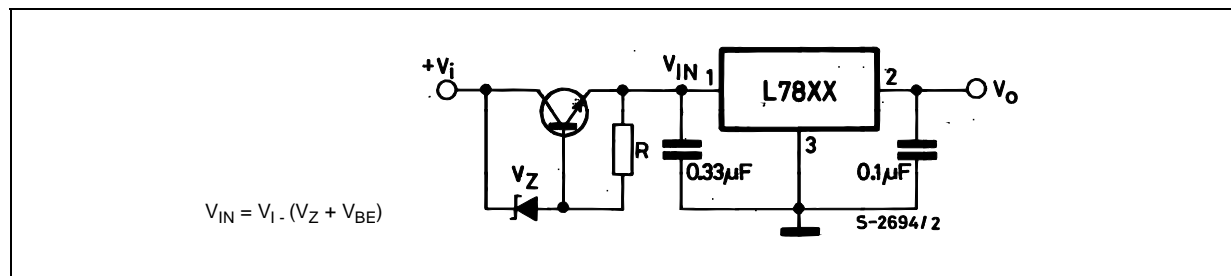 +Vi
VIN
1
L78XX
2
Vo
3
R
0.33µF
0.1µF
VZ
VIN = VI - (VZ + VBE)
S-2694/2